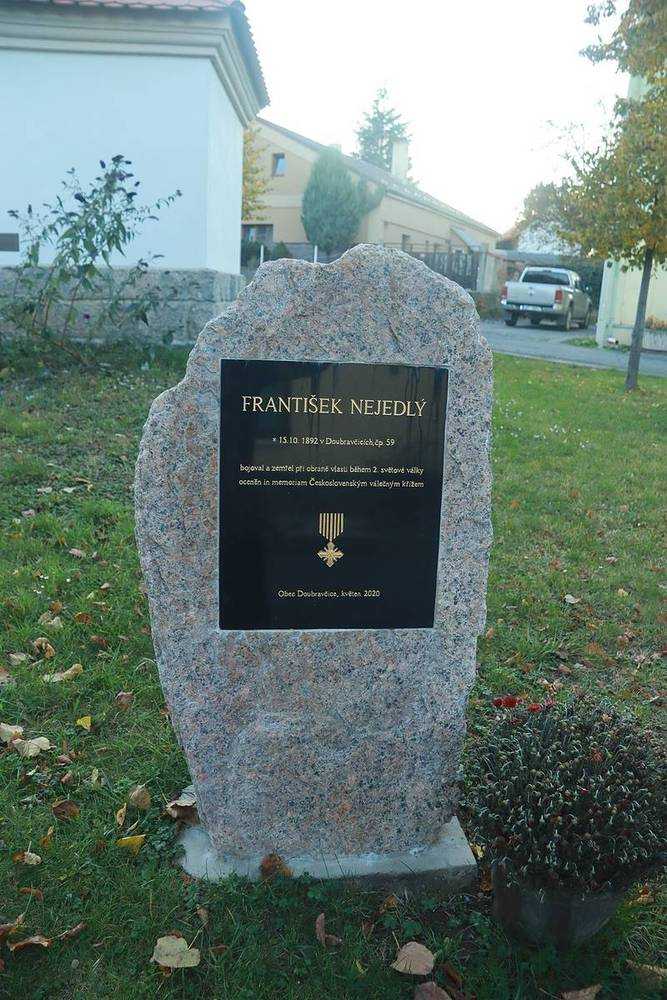 FRANTIŠEK NEJEDLÝ
* 15.10. 1892 v Doubravčicích, čp. 59
bojoval a zemřel při obraně vlasti během 2. světové války
oceněn in memoriam Československým válečným křížem
Obec Doubravčice, květen 2020